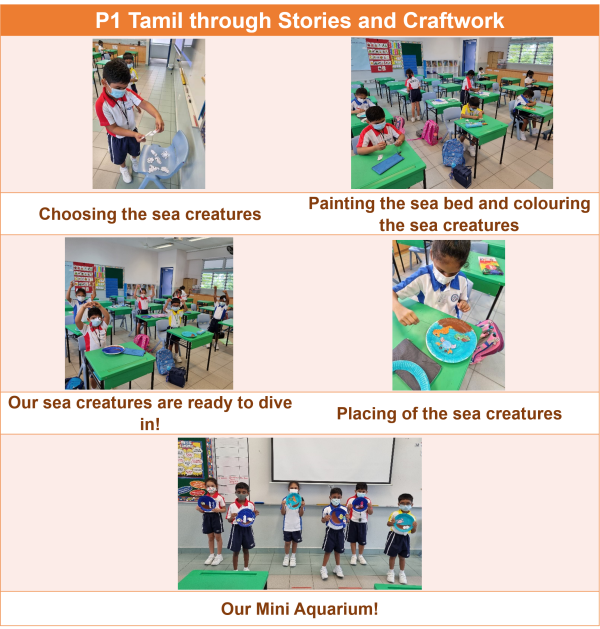 P1 Tamil through Stories and Craftwork
Choosing the sea creatures
Painting the sea bed and colouring
the sea creatures
Our sea creatures are ready to dive
in!
Placing of the sea creatures
Our Mini Aquarium!